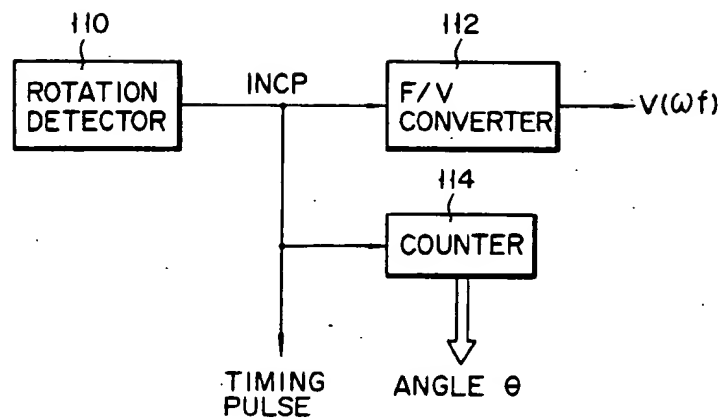 110
112
ROTATION
DETECTOR
INCP
F/V
CONVERTER
V(ωf)
114
COUNTER
TIMING
PULSE
ANGLE θ